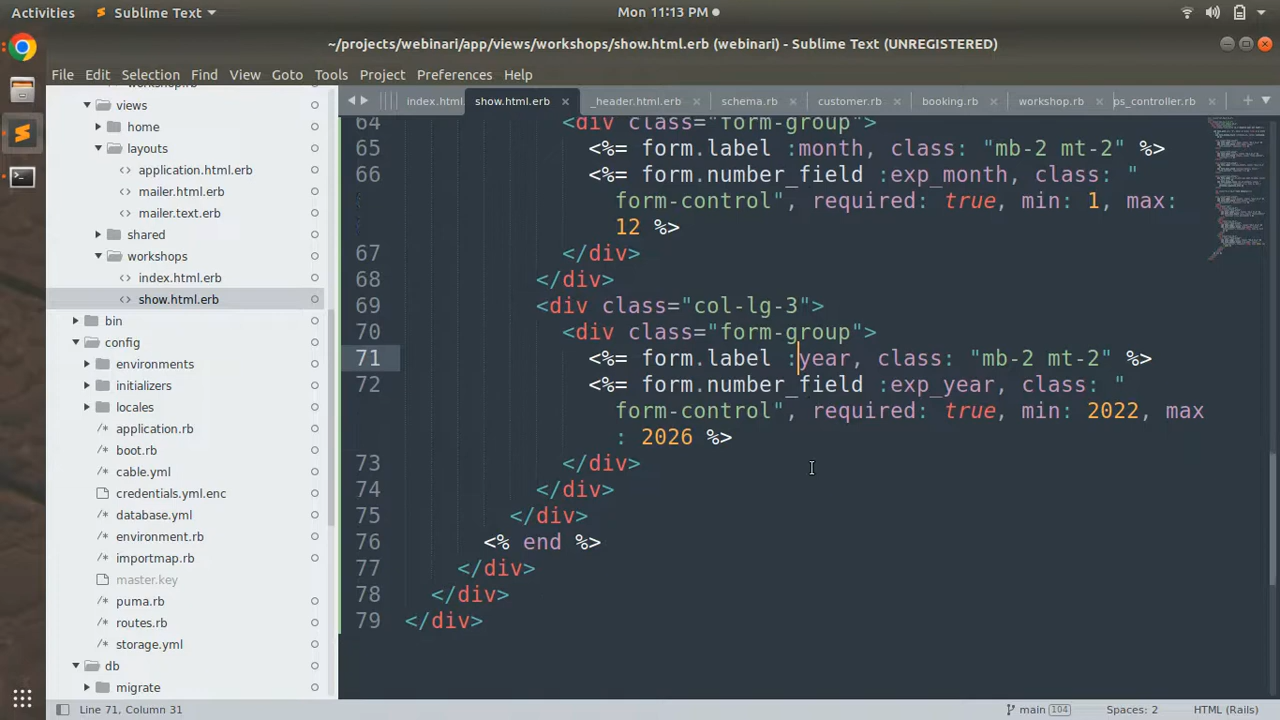 Activities
Sublime Text
Mon 11:13 PM
~/projects/webinari/app/views/workshops/show.html.erb (webinari) - Sublime Text (UNREGISTERED)
File Edit Selection Find View Goto Tools Project Preferences Help
index.html. show.html.erb _header.html.erb schema.rb customer.rb booking.rb workshop.rb ps_controller.rb
workshop.rb
views
home
layouts
application.html.erb
mailer.html.erb
mailer.text.erb
shared
workshops
index.html.erb
show.html.erb
bin
config
environments
initializers
locales
application.rb
boot.rb
cable.yml
credentials.yml.enc
database.yml
environment.rb
importmap.rb
master.key
puma.rb
routes.rb
storage.yml
db
migrate
64 <div class="form-group">
65 <%= form.label :month, class: "mb-2 mt-2" %>
66 <%= form.number_field :exp_month, class: "
form-control", required: true, min: 1, max:
12 %>
67 </div>
68 </div>
69 <div class="col-lg-3">
70 <div class="form-group">
71 <%= form.label :year, class: "mb-2 mt-2" %>
72 <%= form.number_field :exp_year, class: "
form-control", required: true, min: 2022, max
: 2026 %>
73 </div>
74 </div>
75 </div>
76 <% end %>
77 </div>
78 </div>
79 </div>
Line 71, Column 31
main 104
Spaces: 2
HTML (Rails)